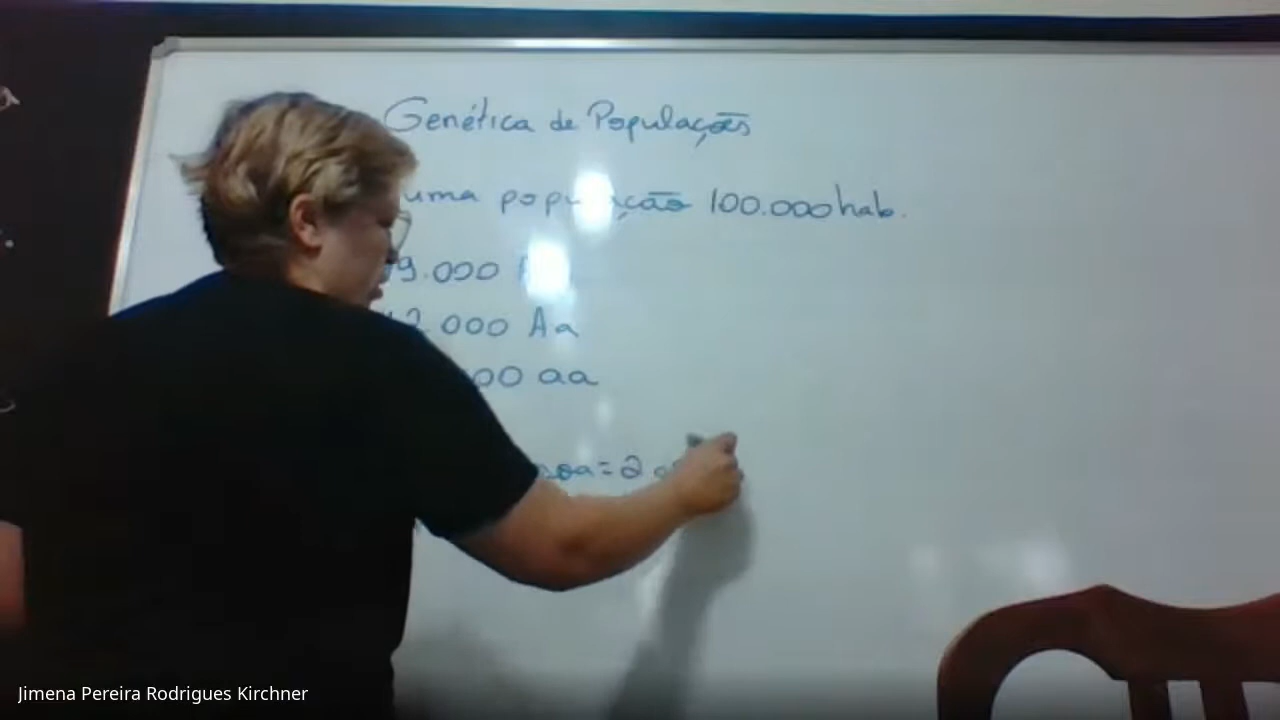 Genética de Populações
uma população 100.000 hab.
9.000
2.000 Aa
00 aa
= 2
Jimena Pereira Rodrigues Kirchner